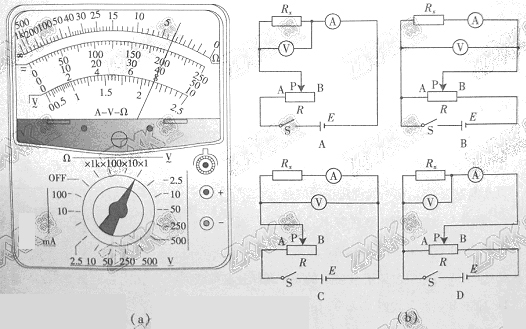 500
1k 200 100 50 40 30 25 20 15 10 5 0
∞ Ω
=
0 50 100 150 200 250
0 10 20 30 40 50
0 2 4 6 8 10
V
0 0.5 1 1.5 2 2.5
A-V-Ω
Ω V
×1k×100×10×1
OFF
100
10
mA
2.5
10
50
250
500
+
−
2.5 10 50 250 500 V
(a)
Rx
A
V
A P B
R
S E
A
Rx
A
V
A P B
R
S E
B
Rx
A
V
A P B
R
S E
C
Rx
A
V
A P B
R
S E
D
(b)